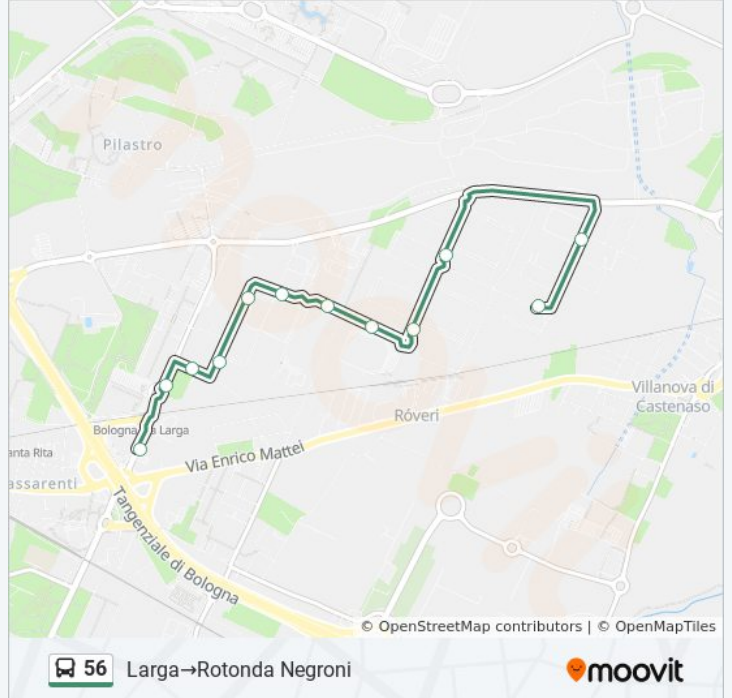 Pilastro
Villanova di
Castenaso
Róveri
Bologna
Larga
anta Rita
Via Enrico Mattei
assarenti
Tangenziale di Bologna
© OpenStreetMap contributors | © OpenMapTiles
56 Larga→Rotonda Negroni
moovit